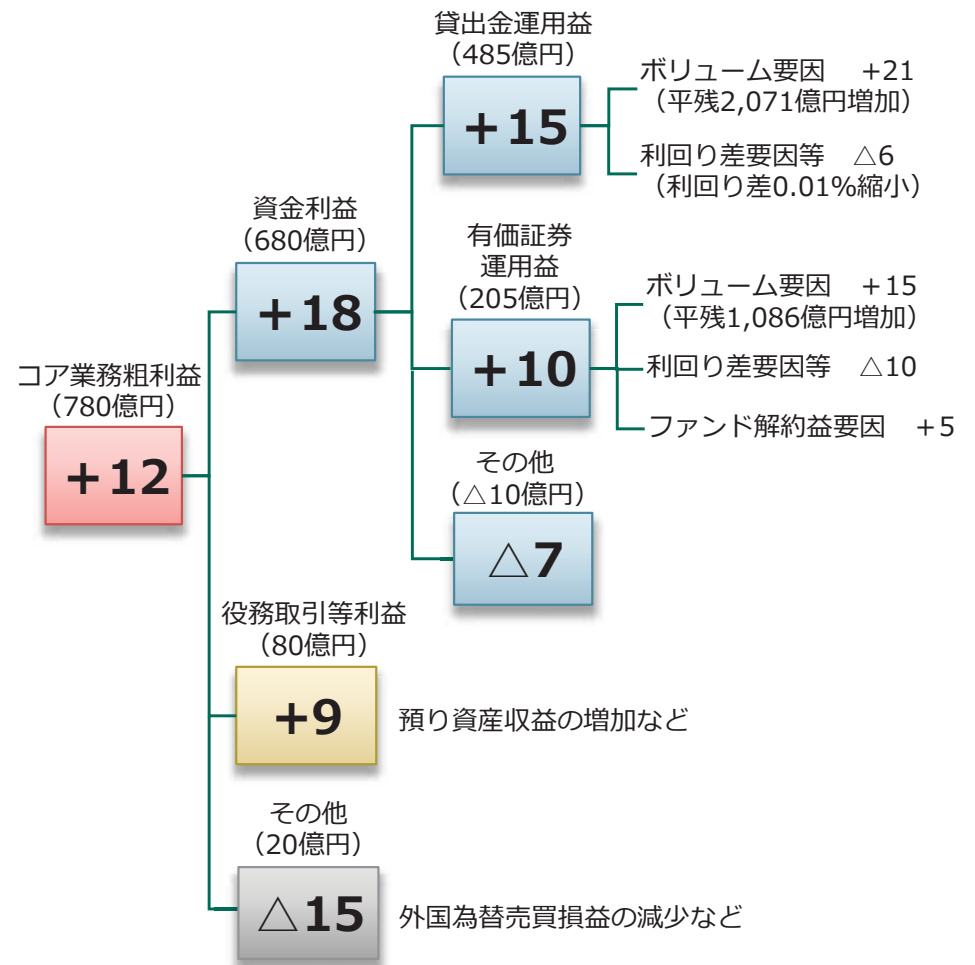 コア業務粗利益
（780億円）
＋12
資金利益
（680億円）
＋18
貸出金運用益
（485億円）
＋15
ボリューム要因　+21
（平残2,071億円増加）
利回り差要因等　△6
（利回り差0.01%縮小）
有価証券
運用益
（205億円）
＋10
ボリューム要因　＋15
（平残1,086億円増加）
利回り差要因等　△10
ファンド解約益要因　＋5
その他
（△10億円）
△7
役務取引等利益
（80億円）
+9
預り資産収益の増加など
その他
（20億円）
△15
外国為替売買損益の減少など